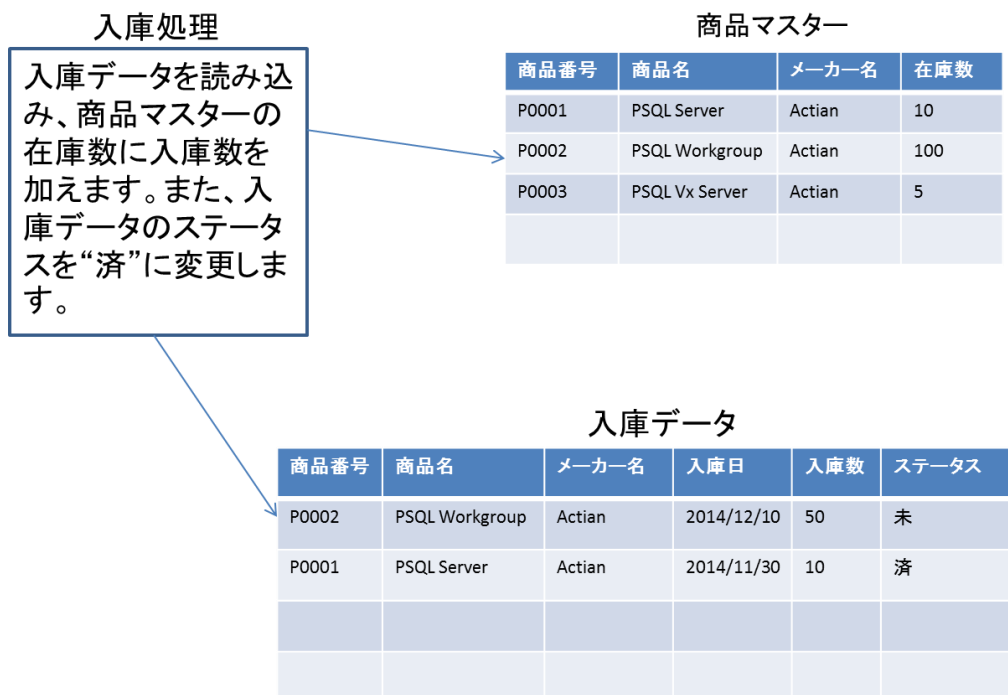 入庫処理
入庫データを読み込
み、商品マスターの
在庫数に入庫数を
加えます。また、入
庫データのステータ
スを“済”に変更しま
す。
商品マスター
商品番号 商品名 メーカー名 在庫数
P0001 PSQL Server Actian 10
P0002 PSQL Workgroup Actian 100
P0003 PSQL Vx Server Actian 5
入庫データ
商品番号 商品名 メーカー名 入庫日 入庫数 ステータス
P0002 PSQL Workgroup Actian 2014/12/10 50 未
P0001 PSQL Server Actian 2014/11/30 10 済